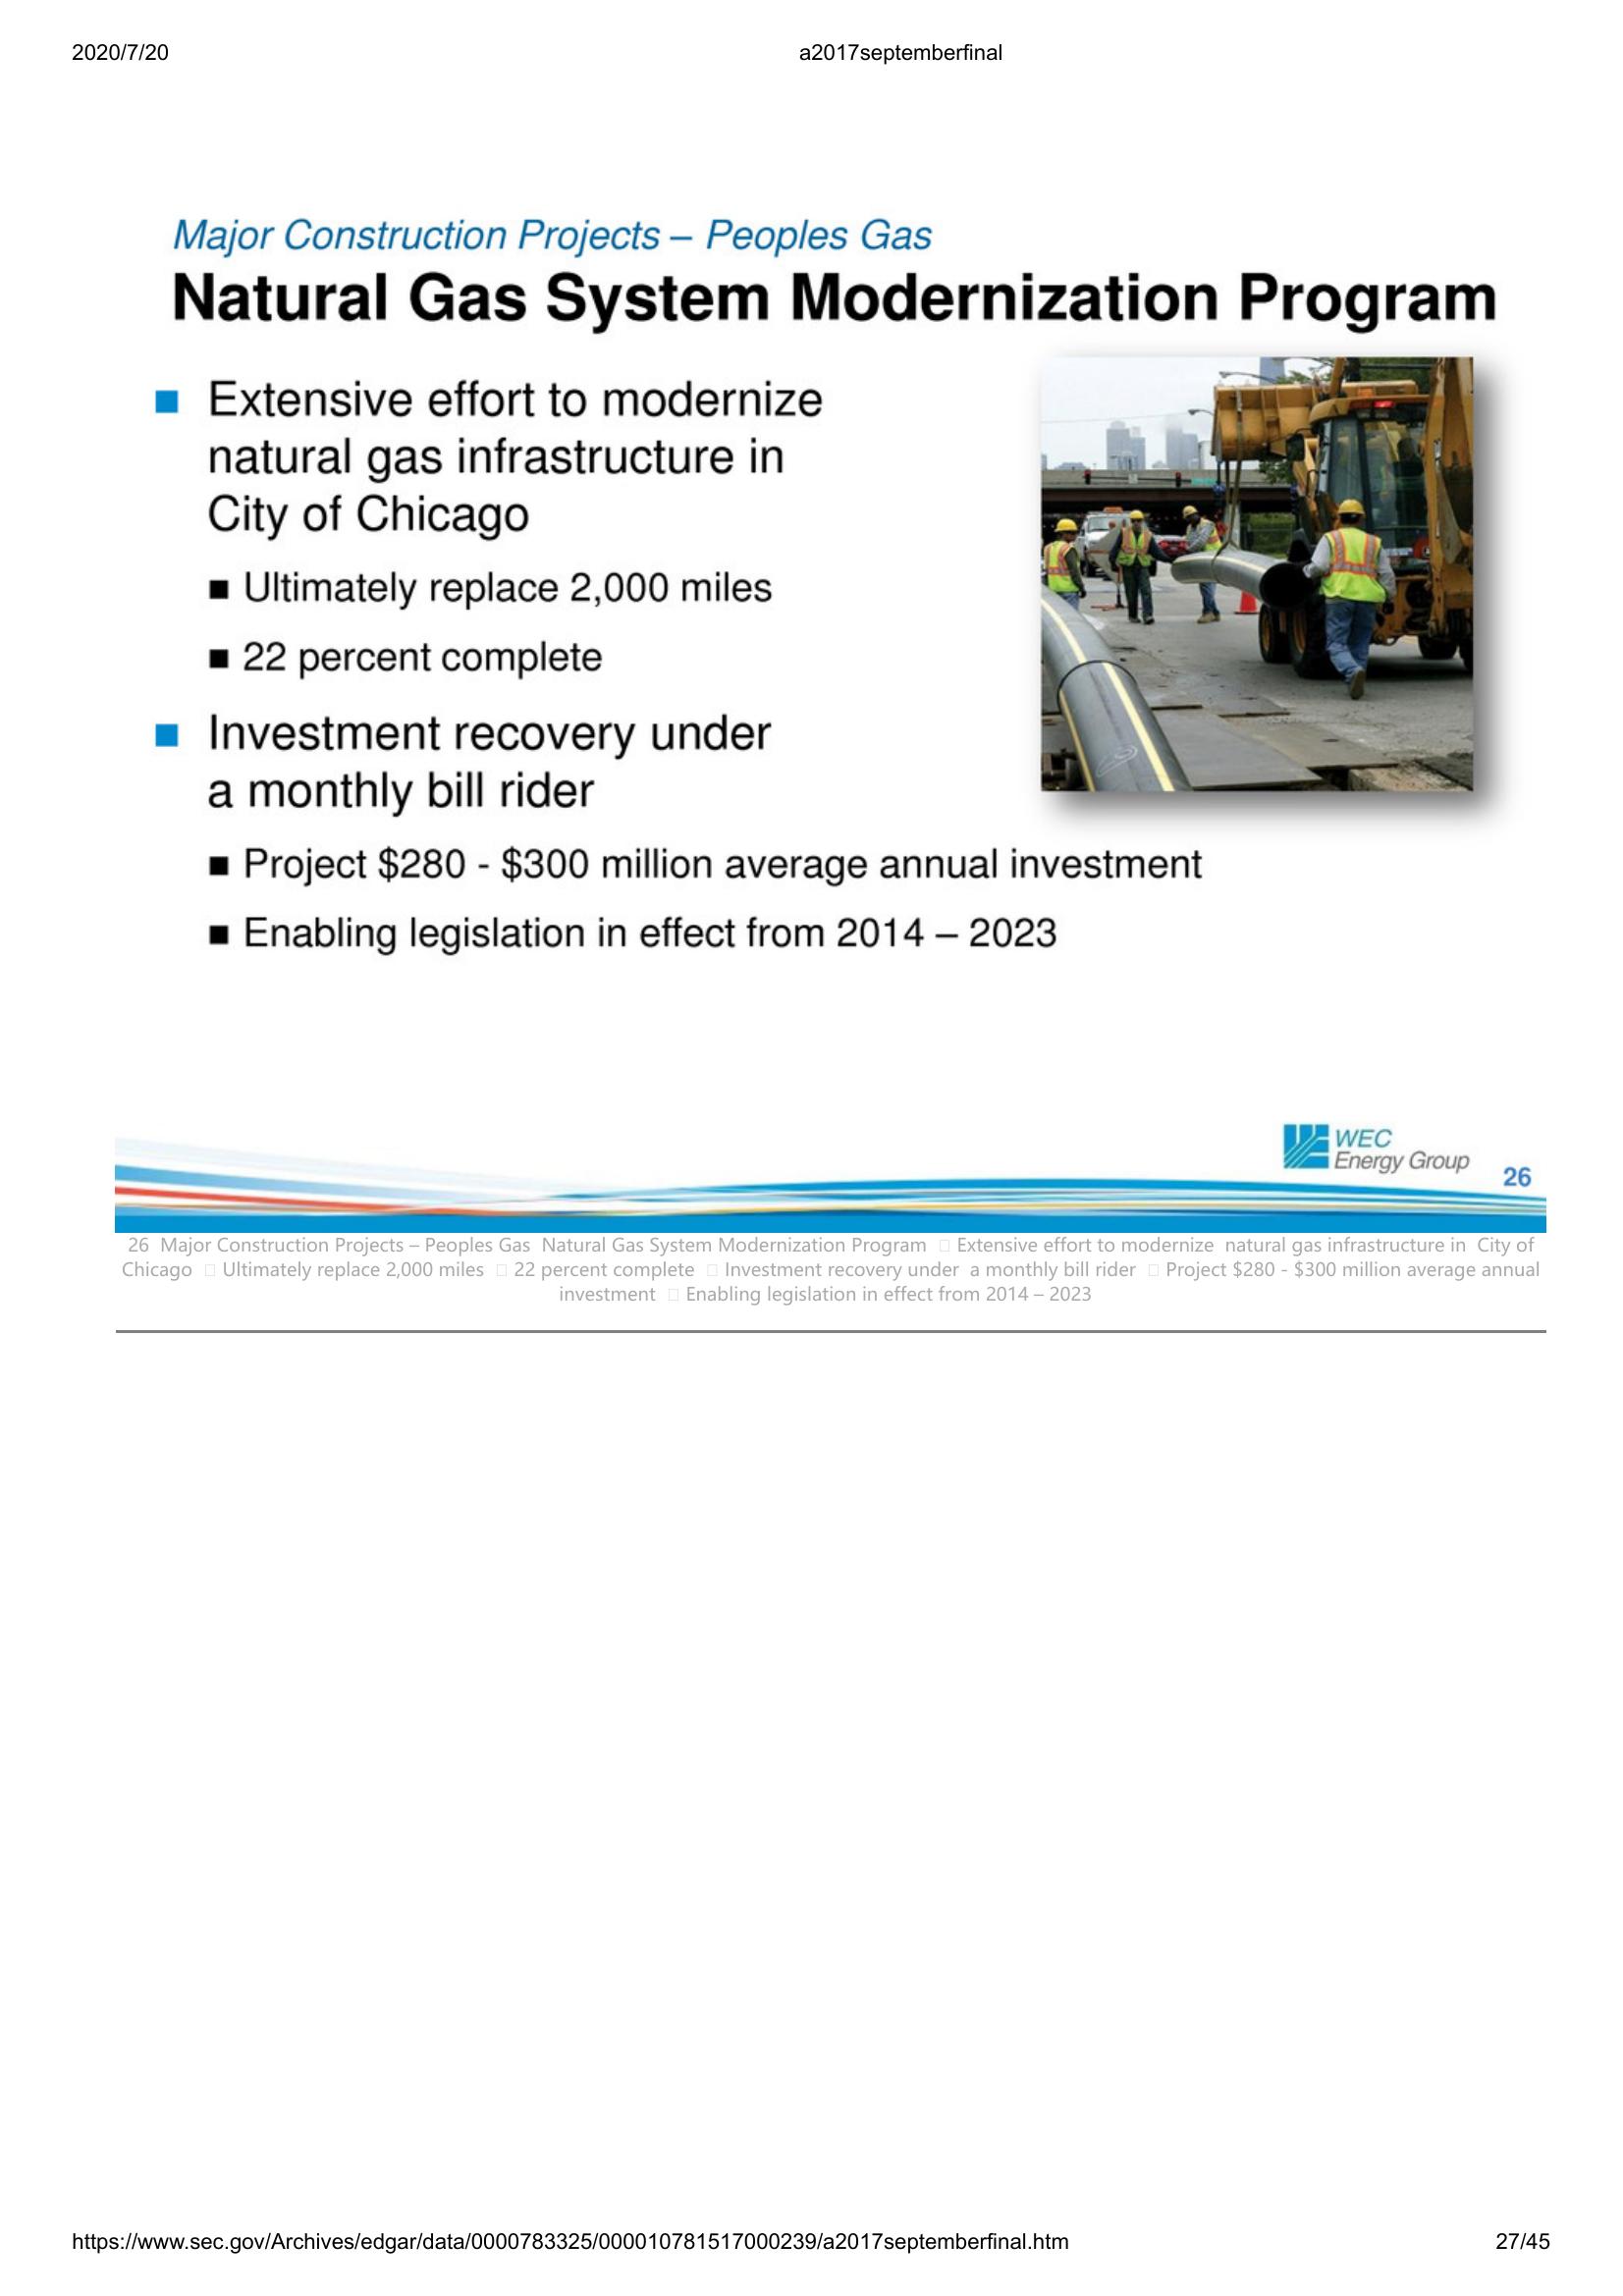 2020/7/20
a2017septemberfinal
Major Construction Projects – Peoples Gas
Natural Gas System Modernization Program
■ Extensive effort to modernize
natural gas infrastructure in
City of Chicago
■ Ultimately replace 2,000 miles
■ 22 percent complete
■ Investment recovery under
a monthly bill rider
■ Project $280 - $300 million average annual investment
■ Enabling legislation in effect from 2014 – 2023
WEC
Energy Group
26
26 Major Construction Projects – Peoples Gas Natural Gas System Modernization Program  Extensive effort to modernize natural gas infrastructure in City of
Chicago  Ultimately replace 2,000 miles  22 percent complete  Investment recovery under a monthly bill rider  Project $280 - $300 million average annual
investment  Enabling legislation in effect from 2014 – 2023
https://www.sec.gov/Archives/edgar/data/0000783325/000010781517000239/a2017septemberfinal.htm
27/45